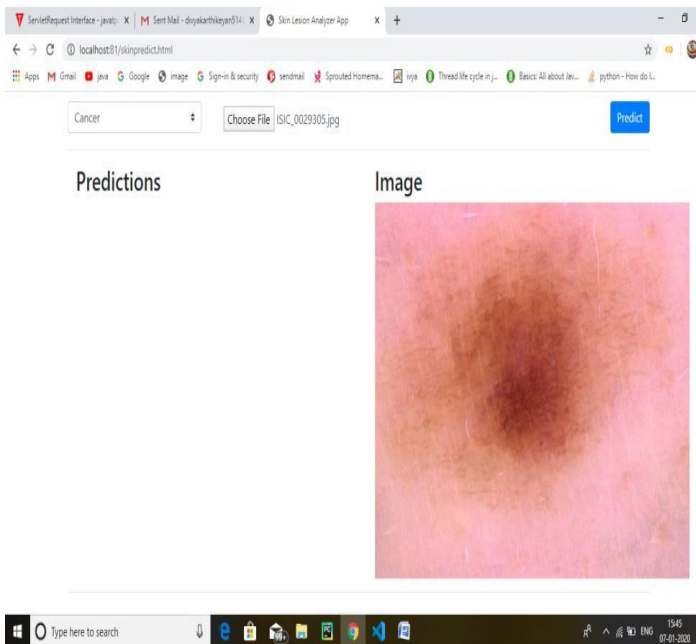 ServletRequest Interface - javatp: X M Sent Mail - divyakarthikeyan514 X Skin Lesion Analyzer App X +
localhost:81/skinpredict.html
Apps M Gmail java G Google image G Sign-in & security sendmail Sprouted Homema... ivya Thread life cycle in j... Basics: All about Jav... python - How do I...
Cancer Choose File ISIC_0029305.jpg Predict
Predictions Image
Type here to search 99+ PC ENG 15:45
07-01-2020